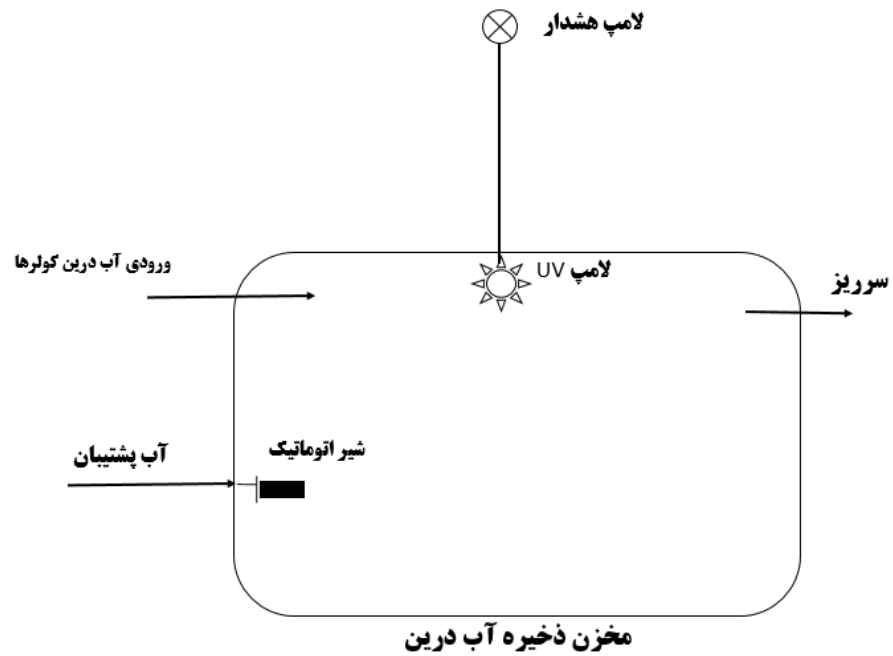 لامپ هشدار
ورودی آب درین کولرها
لامپ UV
سرریز
آب پشتیبان
شیر اتوماتیک
مخزن ذخیره آب درین